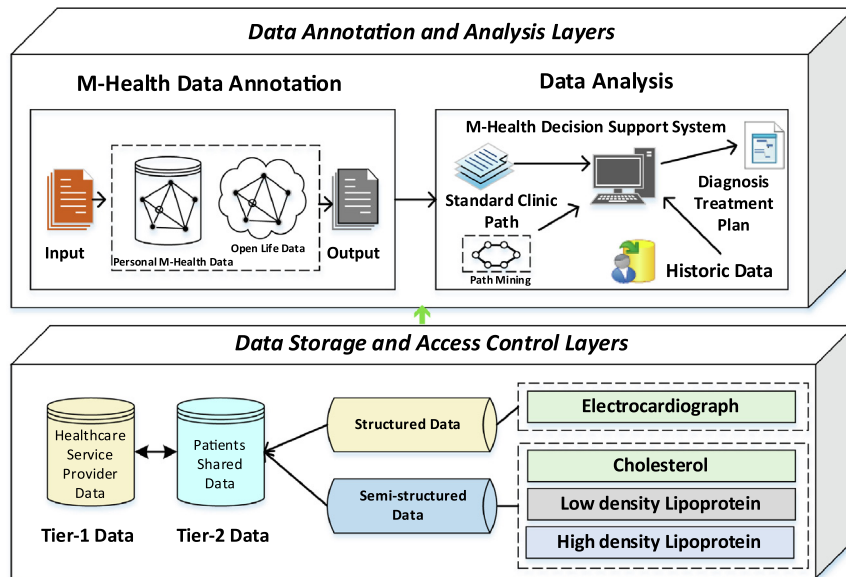 Data Annotation and Analysis Layers
M-Health Data Annotation
Input
Personal M-Health Data
Open Life Data
Output
Data Analysis
M-Health Decision Support System
Standard Clinic
Path
Path Mining
Diagnosis
Treatment
Plan
Historic Data
Data Storage and Access Control Layers
Healthcare
Service
Provider
Data
Tier-1 Data
Patients
Shared
Data
Tier-2 Data
Structured Data
Semi-structured
Data
Electrocardiograph
Cholesterol
Low density Lipoprotein
High density Lipoprotein